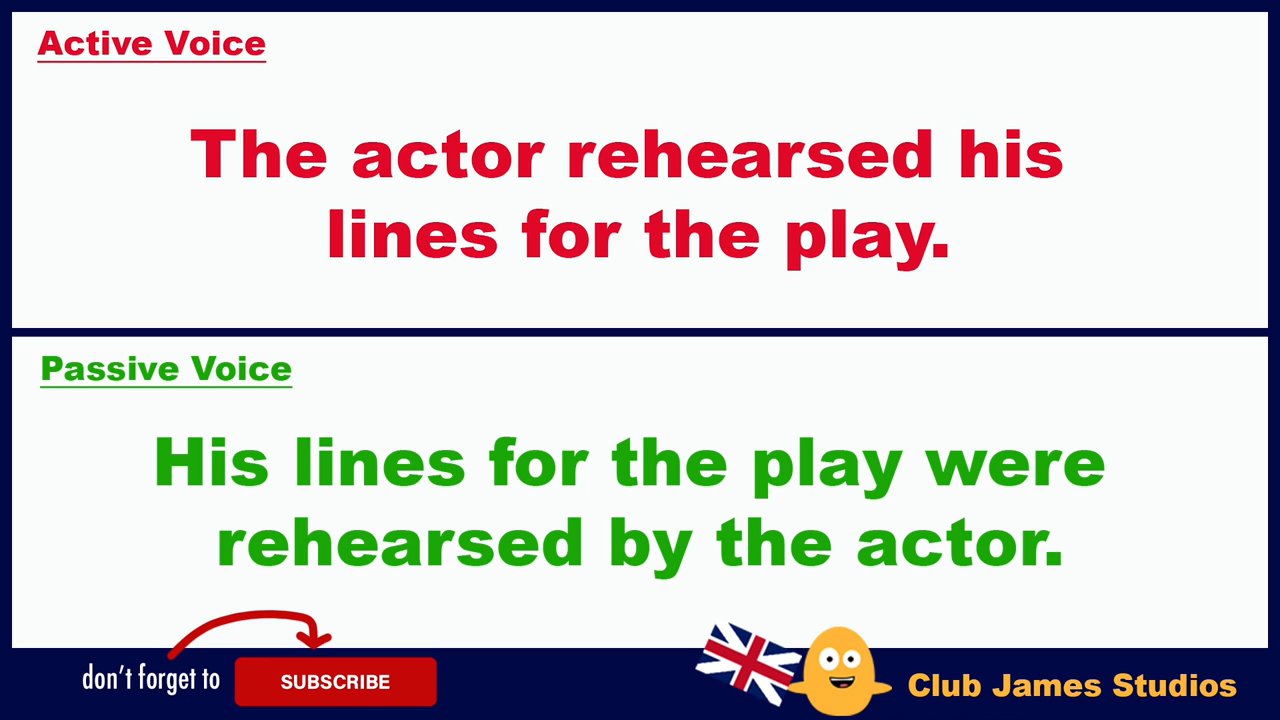 Active Voice
The actor rehearsed his
lines for the play.
Passive Voice
His lines for the play were
rehearsed by the actor.
don't forget to
SUBSCRIBE
Club James Studios